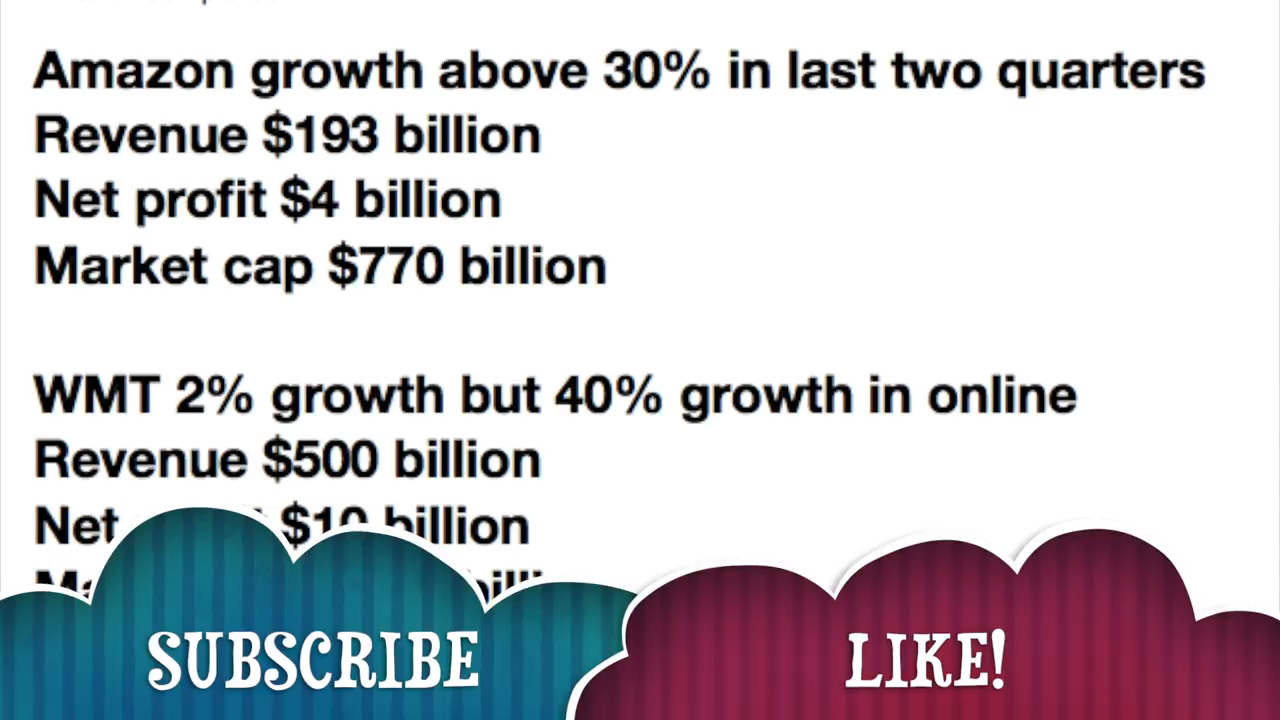 Amazon growth above 30% in last two quarters
Revenue $193 billion
Net profit $4 billion
Market cap $770 billion
WMT 2% growth but 40% growth in online
Revenue $500 billion
Net $10 billion
SUBSCRIBE
LIKE!